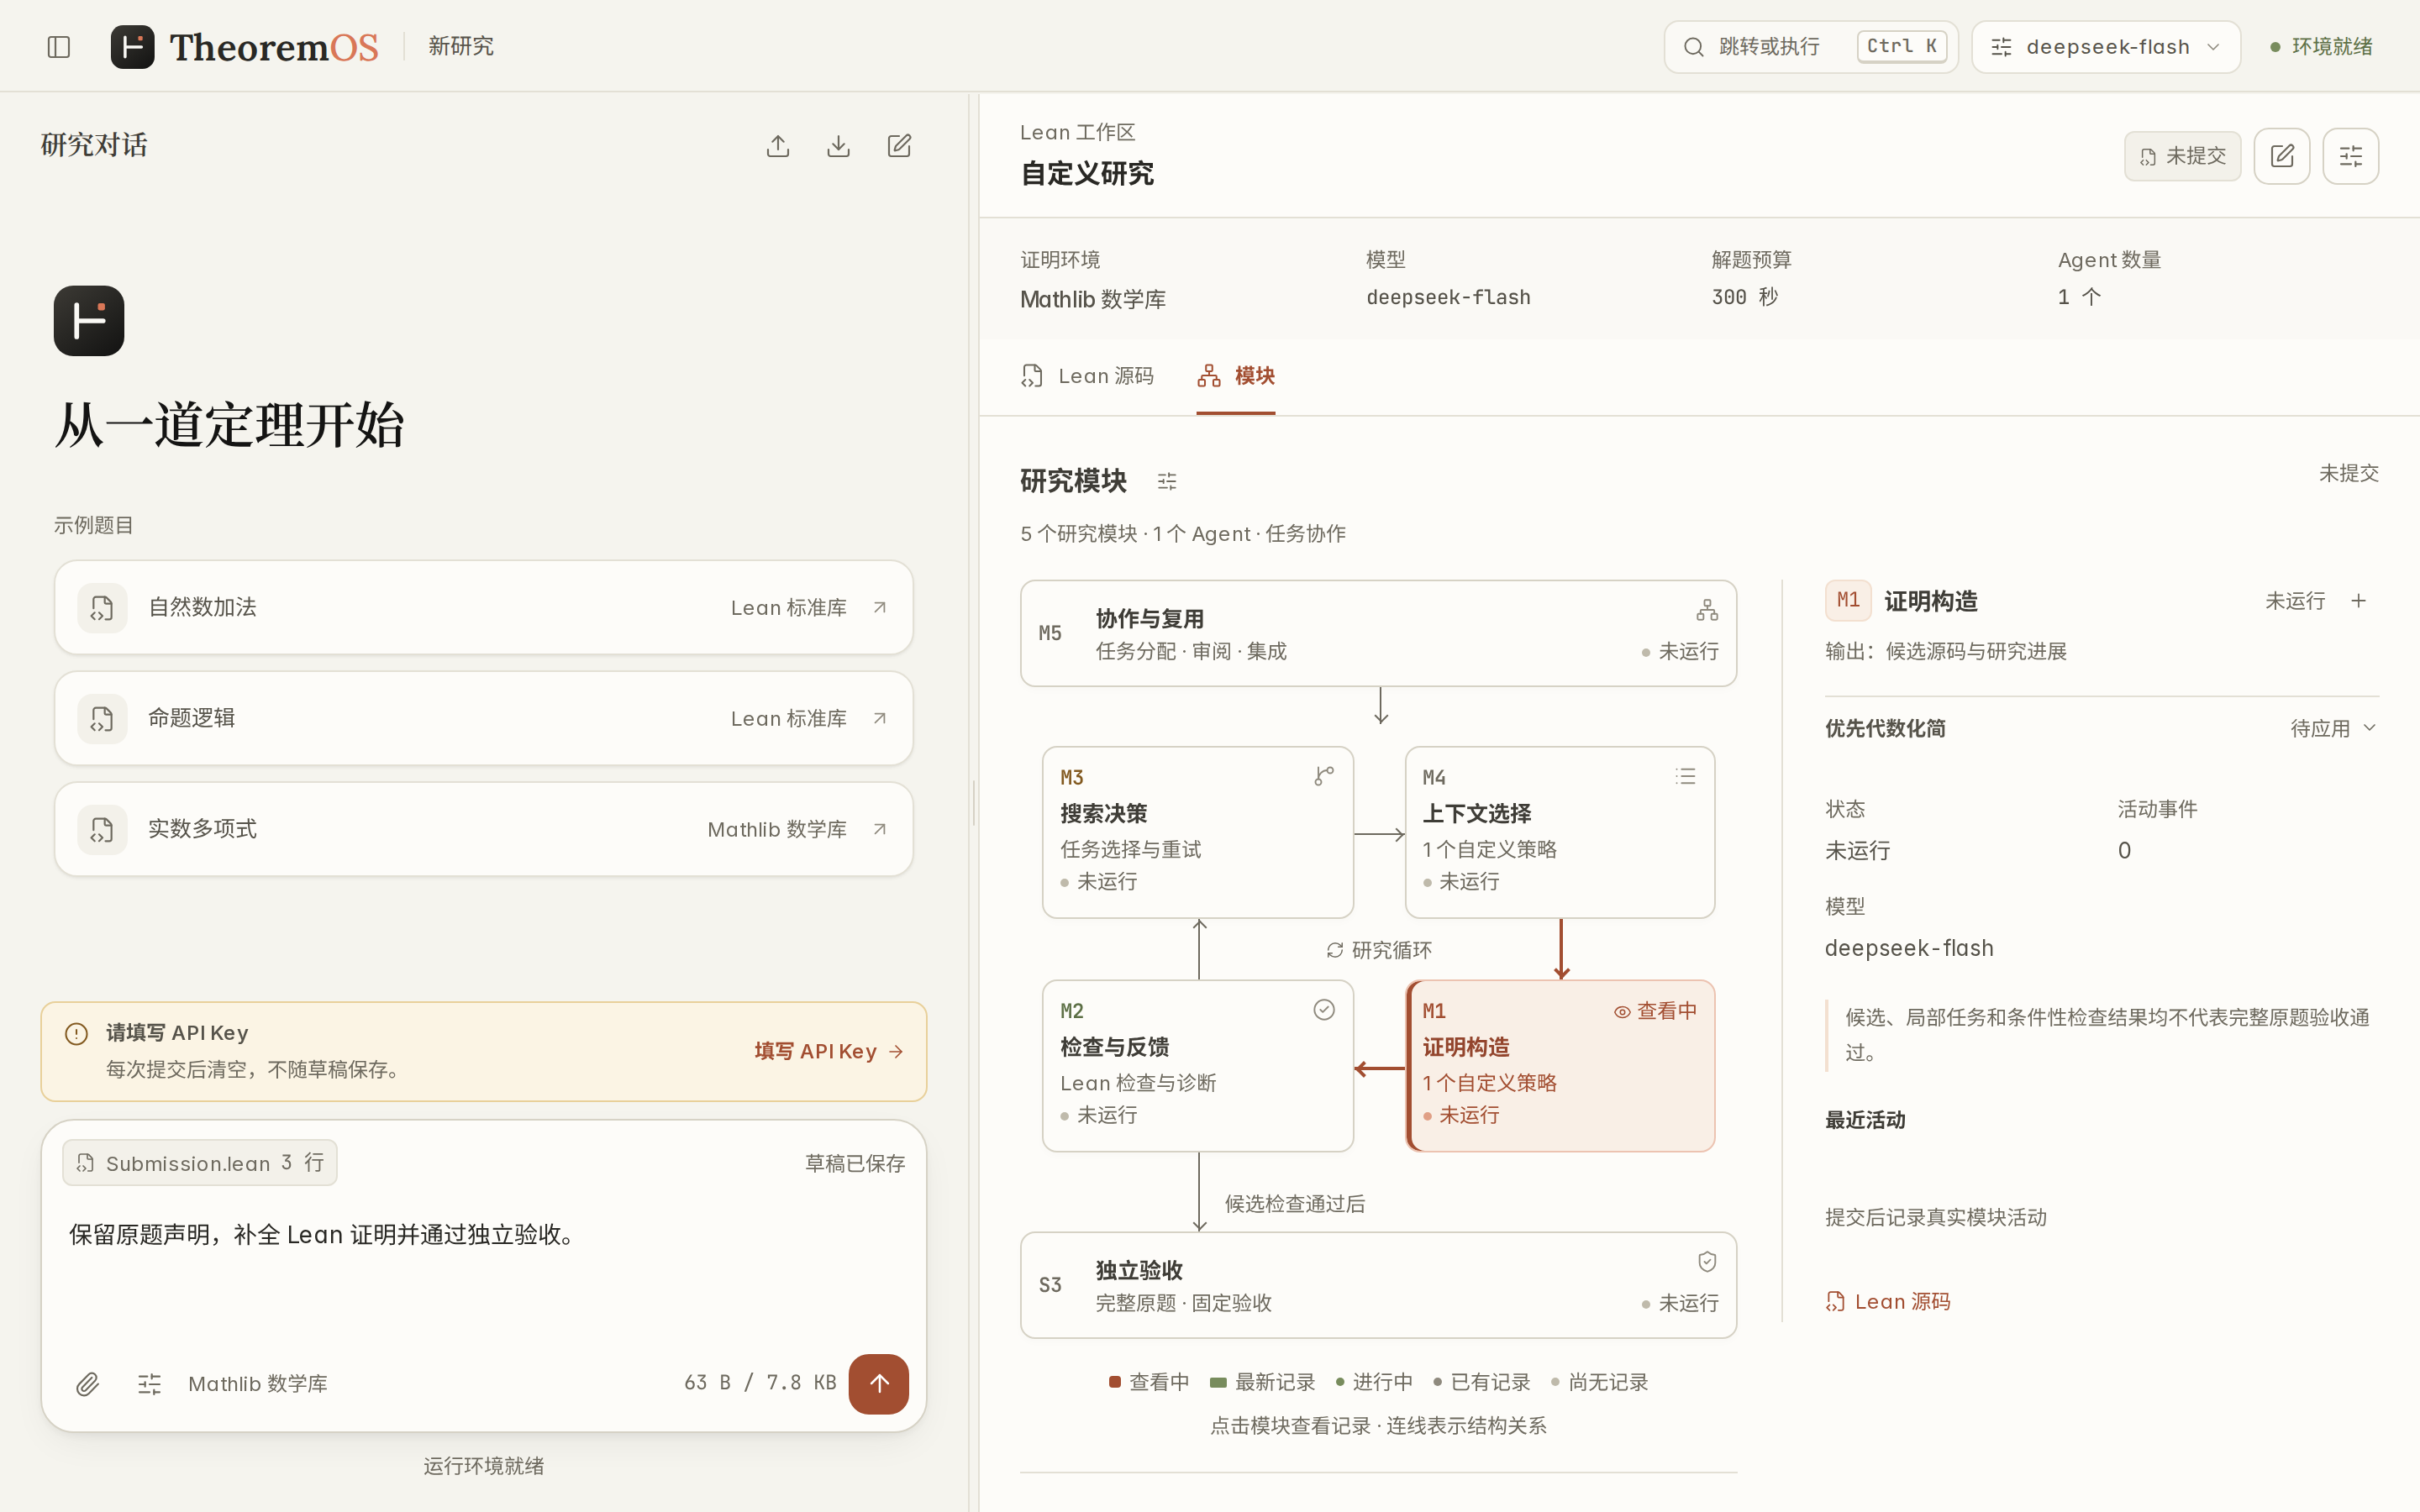 TheoremOS
新研究
跳转或执行
Ctrl K
deepseek-flash
环境就绪
研究对话
从一道定理开始
示例题目
自然数加法
Lean 标准库
命题逻辑
Lean 标准库
实数多项式
Mathlib 数学库
请填写 API Key
每次提交后清空，不随草稿保存。
填写 API Key
Submission.lean 3 行
草稿已保存
保留原题声明，补全 Lean 证明并通过独立验收。
Mathlib 数学库
63 B / 7.8 KB
运行环境就绪
Lean 工作区
自定义研究
未提交
证明环境
Mathlib 数学库
模型
deepseek-flash
解题预算
300 秒
Agent 数量
1 个
Lean 源码
模块
研究模块
未提交
5 个研究模块 · 1 个 Agent · 任务协作
M5
协作与复用
任务分配 · 审阅 · 集成
未运行
M3
搜索决策
任务选择与重试
未运行
M4
上下文选择
1 个自定义策略
未运行
研究循环
M2
检查与反馈
Lean 检查与诊断
未运行
M1
查看中
证明构造
1 个自定义策略
未运行
候选检查通过后
S3
独立验收
完整原题 · 固定验收
未运行
查看中
最新记录
进行中
已有记录
尚无记录
点击模块查看记录 · 连线表示结构关系
M1
证明构造
未运行
输出：候选源码与研究进展
优先代数化简
待应用
状态
未运行
活动事件
0
模型
deepseek-flash
候选、局部任务和条件性检查结果均不代表完整原题验收通
过。
最近活动
提交后记录真实模块活动
Lean 源码